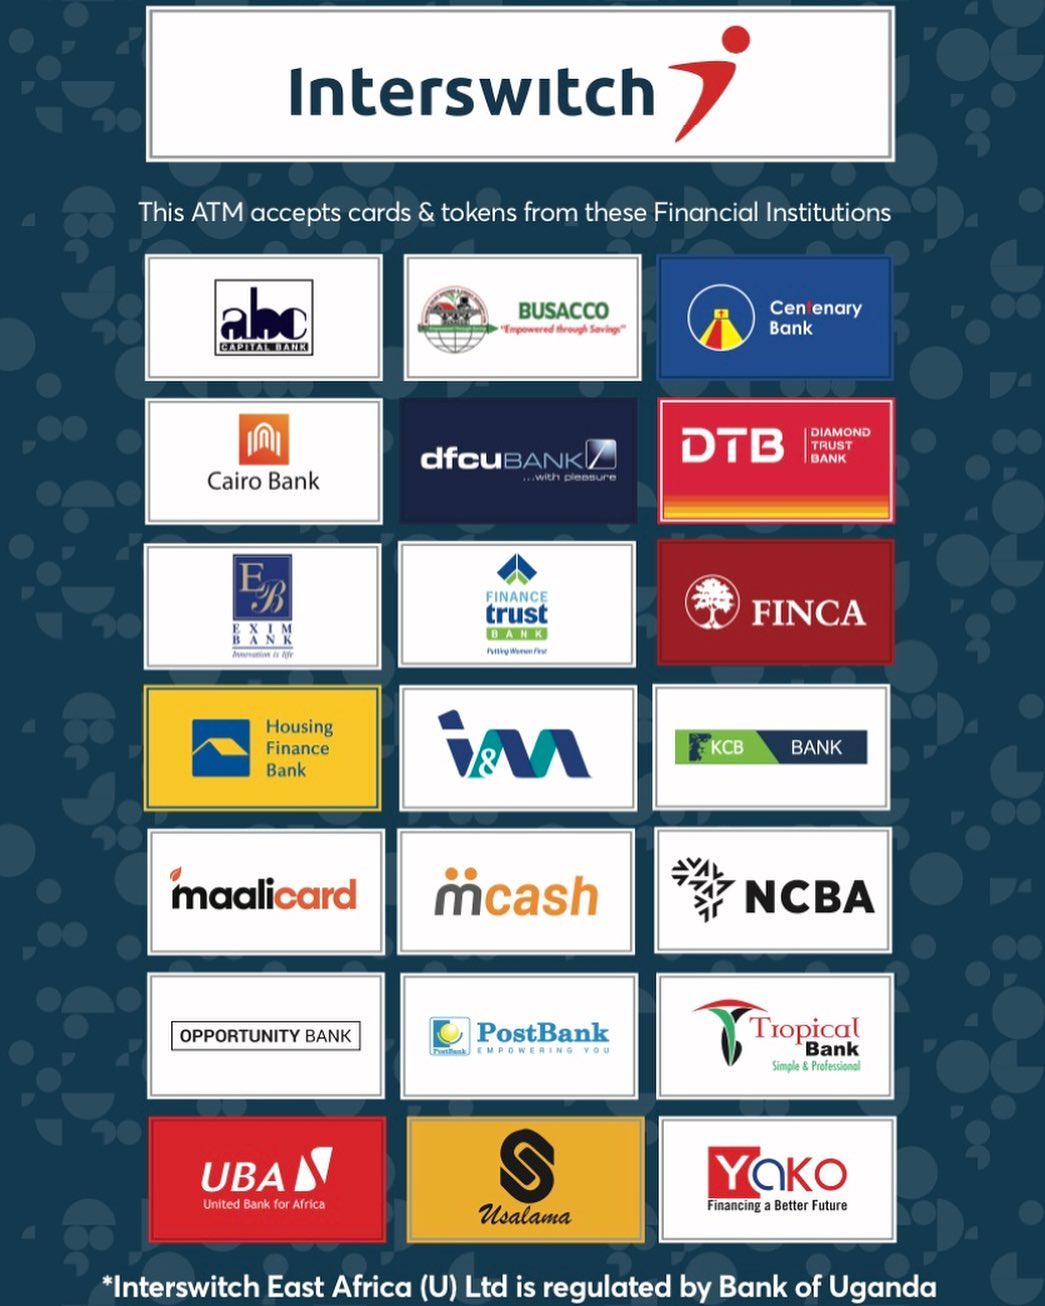 Interswitch
This ATM accepts cards & tokens from these Financial Institutions
abc
CAPITAL BANK
BUSACCO
"Empowered through Savings"
Centenary
Bank
Cairo Bank
dfcuBANK
...with pleasure
DTB
DIAMOND
TRUST
BANK
EB
EXIM
BANK
Innovation is life
FINANCE
trust
BANK
Putting Women First
FINCA
Housing
Finance
Bank
i&m
KCB BANK
maalicard
mcash
NCBA
OPPORTUNITY BANK
PostBank
PostBank
EMPOWERING YOU
Tropical
Bank
Simple & Professional
UBA
United Bank for Africa
Usalama
YAKO
Financing a Better Future
*Interswitch East Africa (U) Ltd is regulated by Bank of Uganda